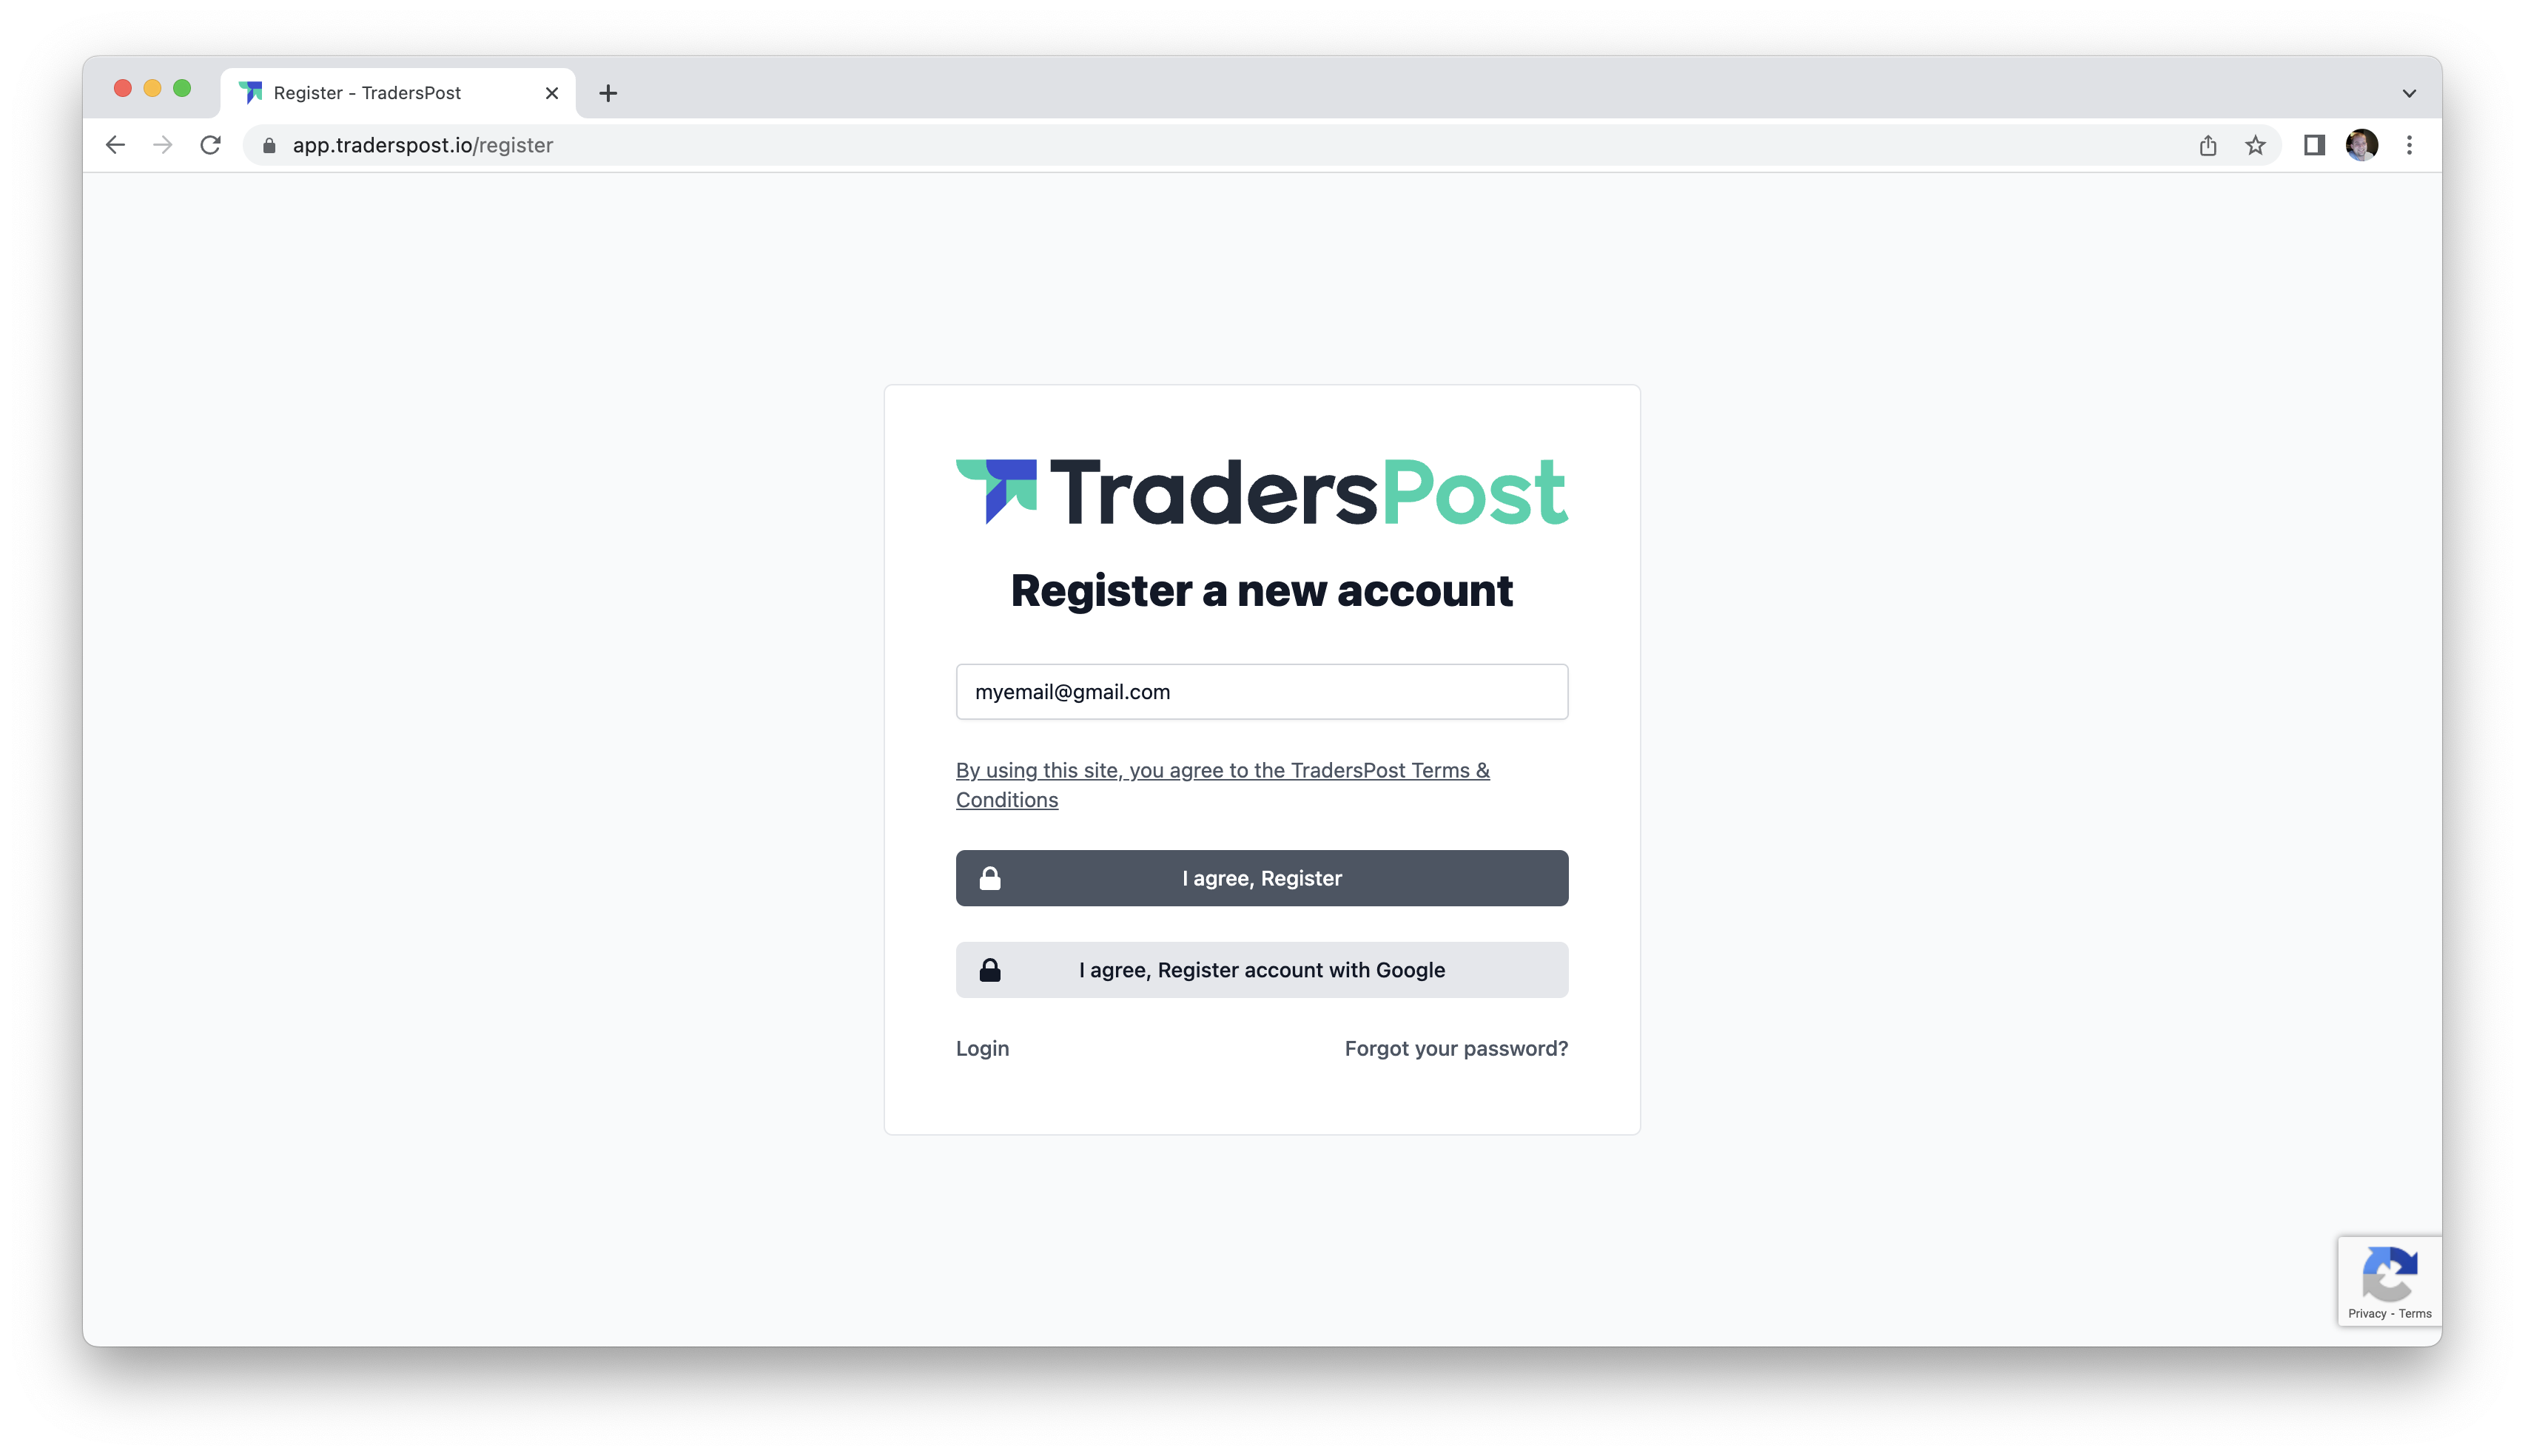 Register - TradersPost
app.traderspost.io/register
TradersPost
Register a new account
myemail@gmail.com
By using this site, you agree to the TradersPost Terms &
Conditions
I agree, Register
I agree, Register account with Google
Login
Forgot your password?
Privacy - Terms